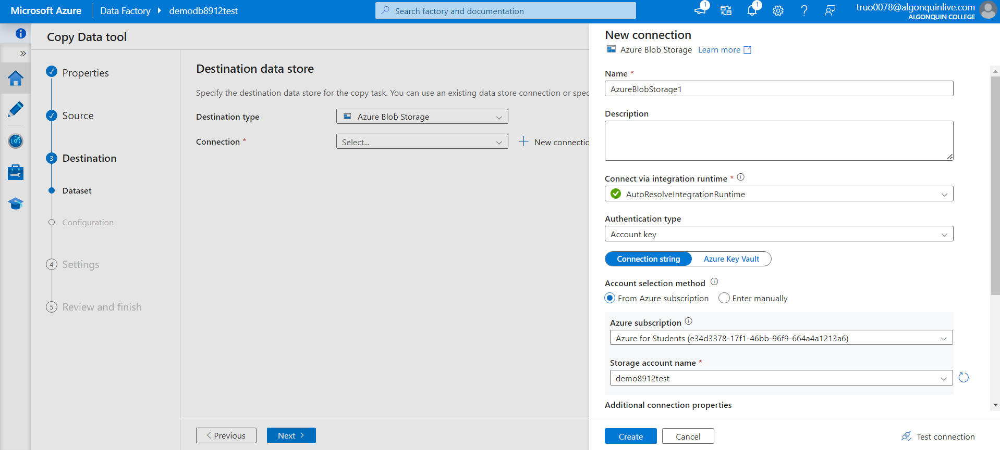 Microsoft Azure
Data Factory
demodb8912test
Search factory and documentation
1
1
truo0078@algonquinlive.com
ALGONQUIN COLLEGE
Copy Data tool
Properties
Source
3
Destination
Dataset
Configuration
4
Settings
5
Review and finish
Destination data store
Specify the destination data store for the copy task. You can use an existing data store connection or spec
Destination type
Azure Blob Storage
Connection *
Select...
New connectio
Previous
Next
New connection
Azure Blob Storage Learn more
Name *
AzureBlobStorage1
Description
Connect via integration runtime *
AutoResolveIntegrationRuntime
Authentication type
Account key
Connection string
Azure Key Vault
Account selection method
From Azure subscription
Enter manually
Azure subscription
Azure for Students (e34d3378-17f1-46bb-96f9-664a4a1213a6)
Storage account name *
demo8912test
Additional connection properties
Create
Cancel
Test connection